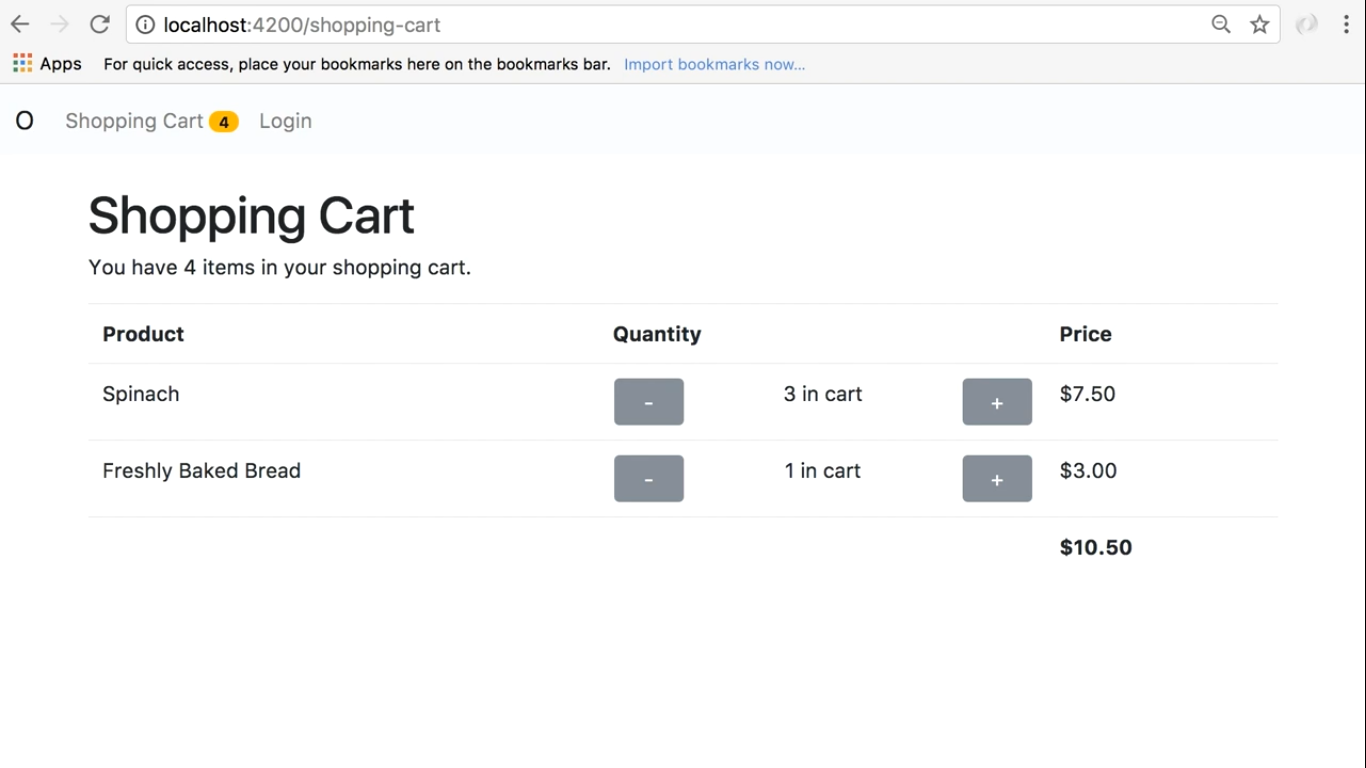 localhost:4200/shopping-cart
Apps For quick access, place your bookmarks here on the bookmarks bar. Import bookmarks now...
O Shopping Cart 4 Login
Shopping Cart
You have 4 items in your shopping cart.
Product Quantity Price
Spinach - 3 in cart + $7.50
Freshly Baked Bread - 1 in cart + $3.00
$10.50